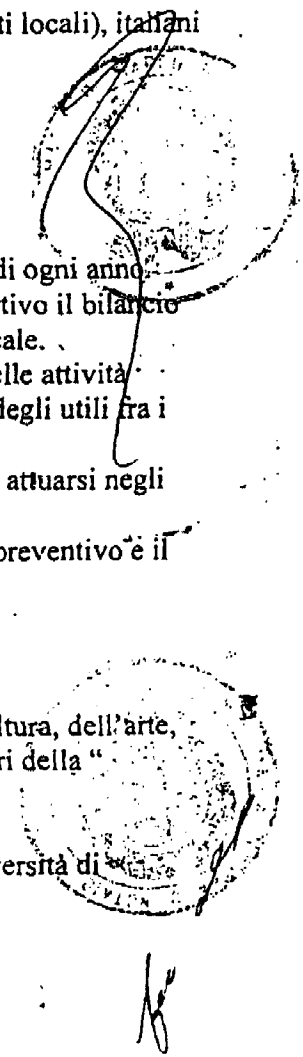 ti locali), italiani
di ogni anno.
tivo il bilancio
cale.
elle attività
degli utili fra i
attuarsi negli
preventivo e il
ltura, dell'arte,
ri della "
versità di